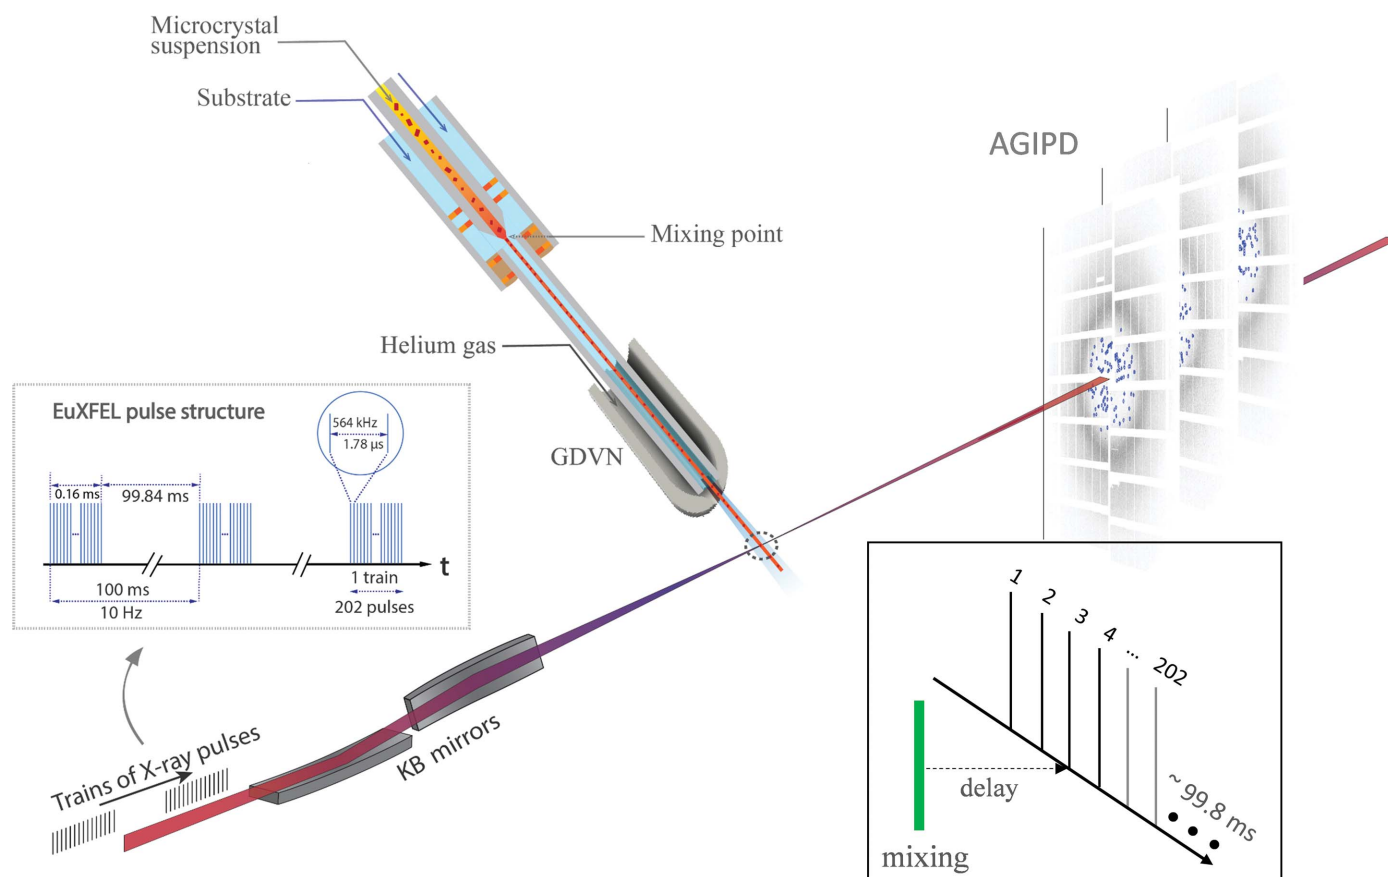 Microcrystal
suspension
Substrate
AGIPD
Mixing point
Helium gas
GDVN
EuXFEL pulse structure
564 kHz
1.78 µs
0.16 ms
99.84 ms
...
...
...
t
100 ms
10 Hz
1 train
202 pulses
Trains of X-ray pulses
KB mirrors
1
2
3
4
...
202
delay
~ 99.8 ms
mixing